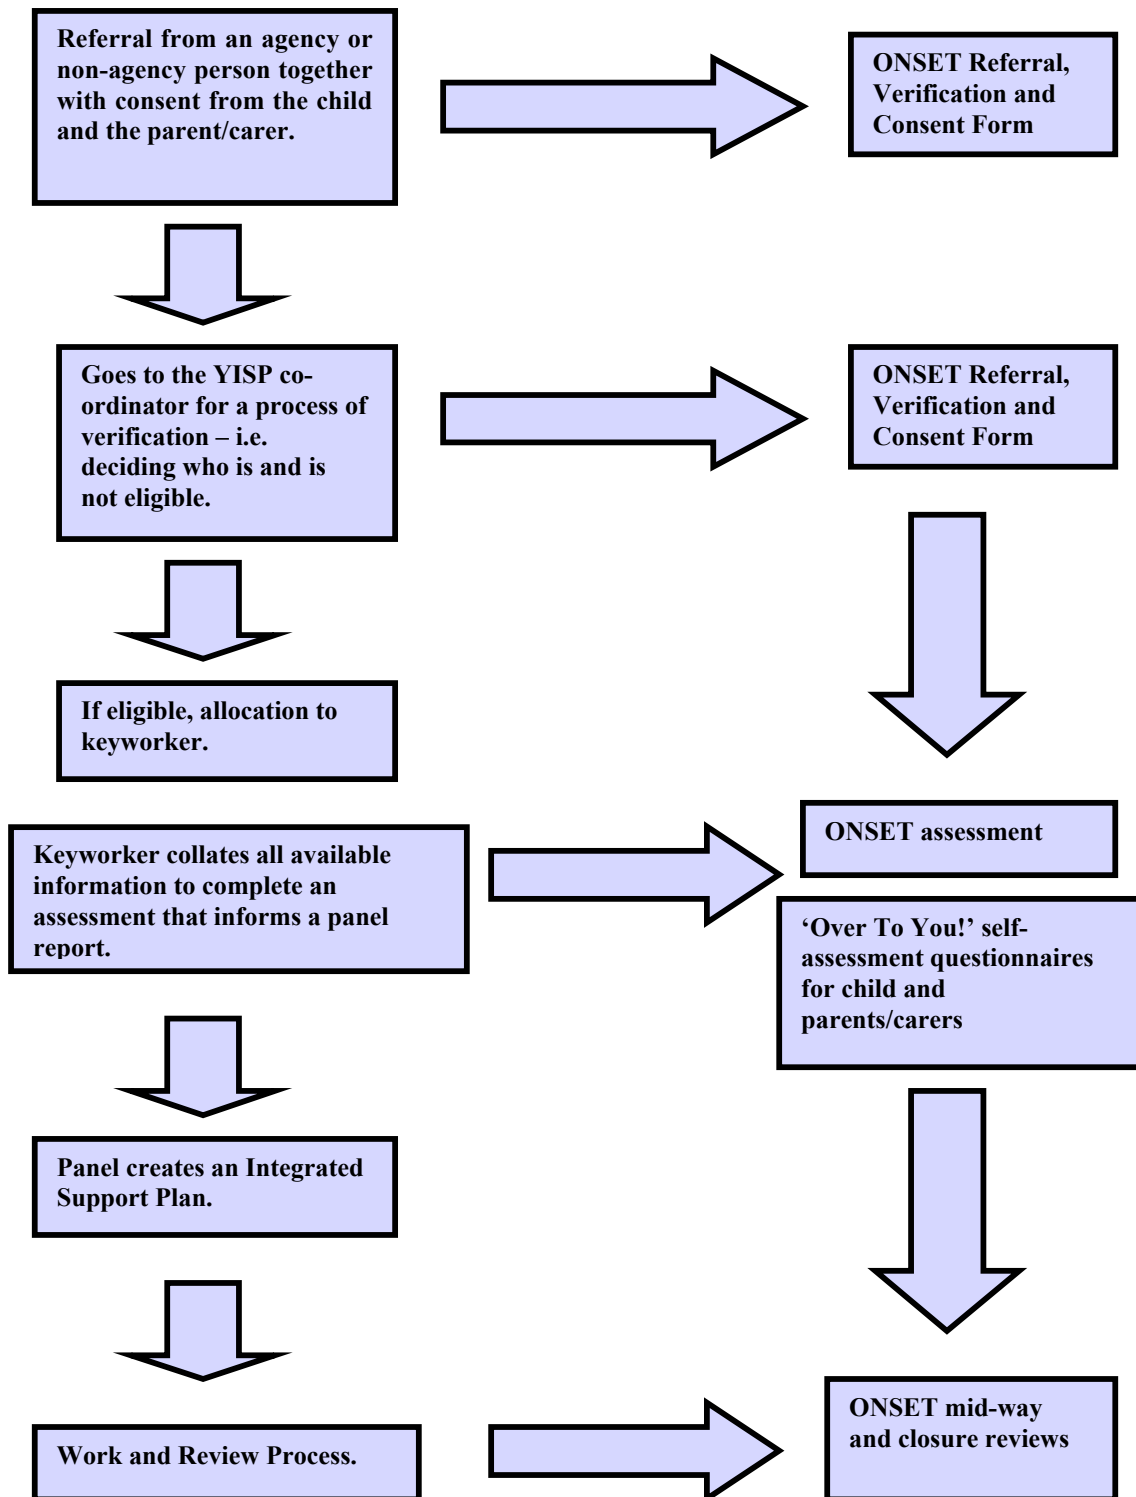 Referral from an agency or
non-agency person together
with consent from the child
and the parent/carer.
ONSET Referral,
Verification and
Consent Form
Goes to the YISP co-
ordinator for a process of
verification – i.e.
deciding who is and is
not eligible.
ONSET Referral,
Verification and
Consent Form
If eligible, allocation to
keyworker.
Keyworker collates all available
information to complete an
assessment that informs a panel
report.
ONSET assessment
‘Over To You!’ self-
assessment questionnaires
for child and
parents/carers
Panel creates an Integrated
Support Plan.
Work and Review Process.
ONSET mid-way
and closure reviews